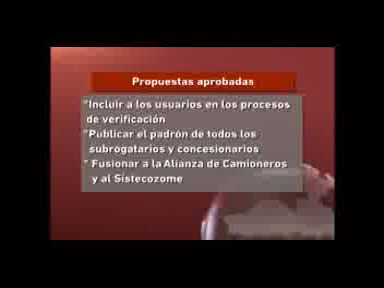 Propuestas aprobadas
*Incluir a los usuarios en los procesos
de verificación
*Publicar el padrón de todos los
subrogatarios y concesionarios
* Fusionar a la Alianza de Camioneros
y al Sistecozome